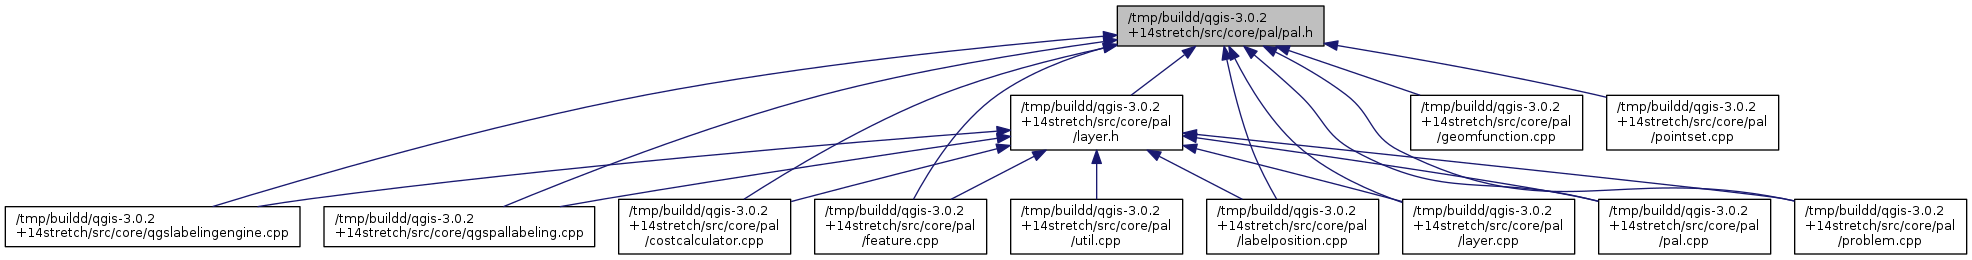 /tmp/buildd/qgis-3.0.2
+14stretch/src/core/pal/pal.h
/tmp/buildd/qgis-3.0.2
+14stretch/src/core/pal
/layer.h
/tmp/buildd/qgis-3.0.2
+14stretch/src/core/pal
/geomfunction.cpp
/tmp/buildd/qgis-3.0.2
+14stretch/src/core/pal
/pointset.cpp
/tmp/buildd/qgis-3.0.2
+14stretch/src/core/qgslabelingengine.cpp
/tmp/buildd/qgis-3.0.2
+14stretch/src/core/qgspallabeling.cpp
/tmp/buildd/qgis-3.0.2
+14stretch/src/core/pal
/costcalculator.cpp
/tmp/buildd/qgis-3.0.2
+14stretch/src/core/pal
/feature.cpp
/tmp/buildd/qgis-3.0.2
+14stretch/src/core/pal
/util.cpp
/tmp/buildd/qgis-3.0.2
+14stretch/src/core/pal
/labelposition.cpp
/tmp/buildd/qgis-3.0.2
+14stretch/src/core/pal
/layer.cpp
/tmp/buildd/qgis-3.0.2
+14stretch/src/core/pal
/pal.cpp
/tmp/buildd/qgis-3.0.2
+14stretch/src/core/pal
/problem.cpp